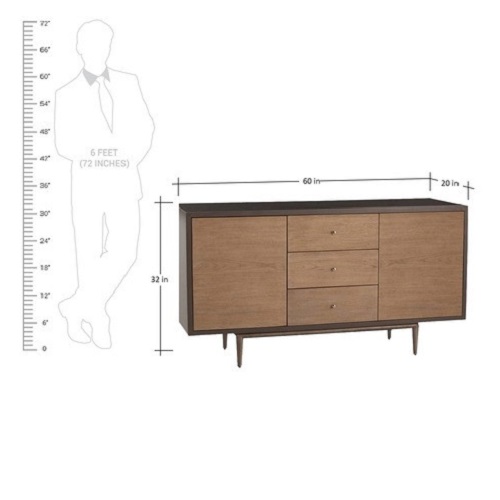 72"
66"
60"
54"
48"
42"
36"
30"
24"
18"
12"
6"
0
6 FEET
(72 INCHES)
60 in
20 in
32 in